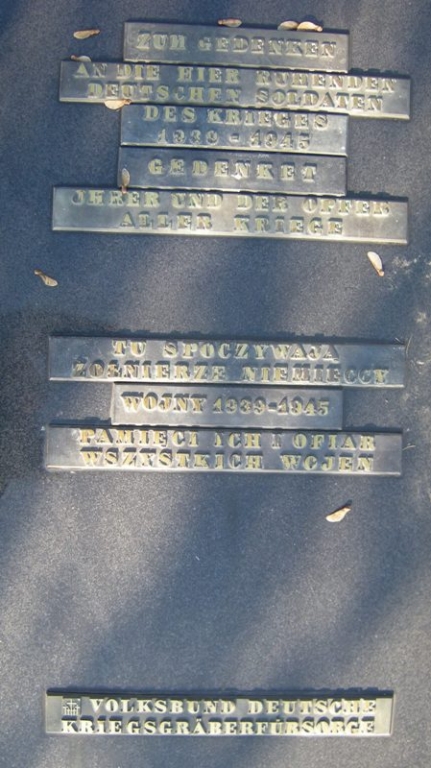 ZUM GEDENKEN
AN DIE HIER RUHENDEN
DEUTSCHEN SOLDATEN
DES KRIEGES
1939-1945
GEDENKET
IHRER UND DER OPFER
ALLER KRIEGE
TU SPOCZYWAJĄ
ŻOŁNIERZE NIEMIECCY
WOJNY 1939-1945
PAMIĘCI ICH I OFIAR
WSZYSTKICH WOJEN
VOLKSBUND DEUTSCHE
KRIEGSGRÄBERFÜRSORGE